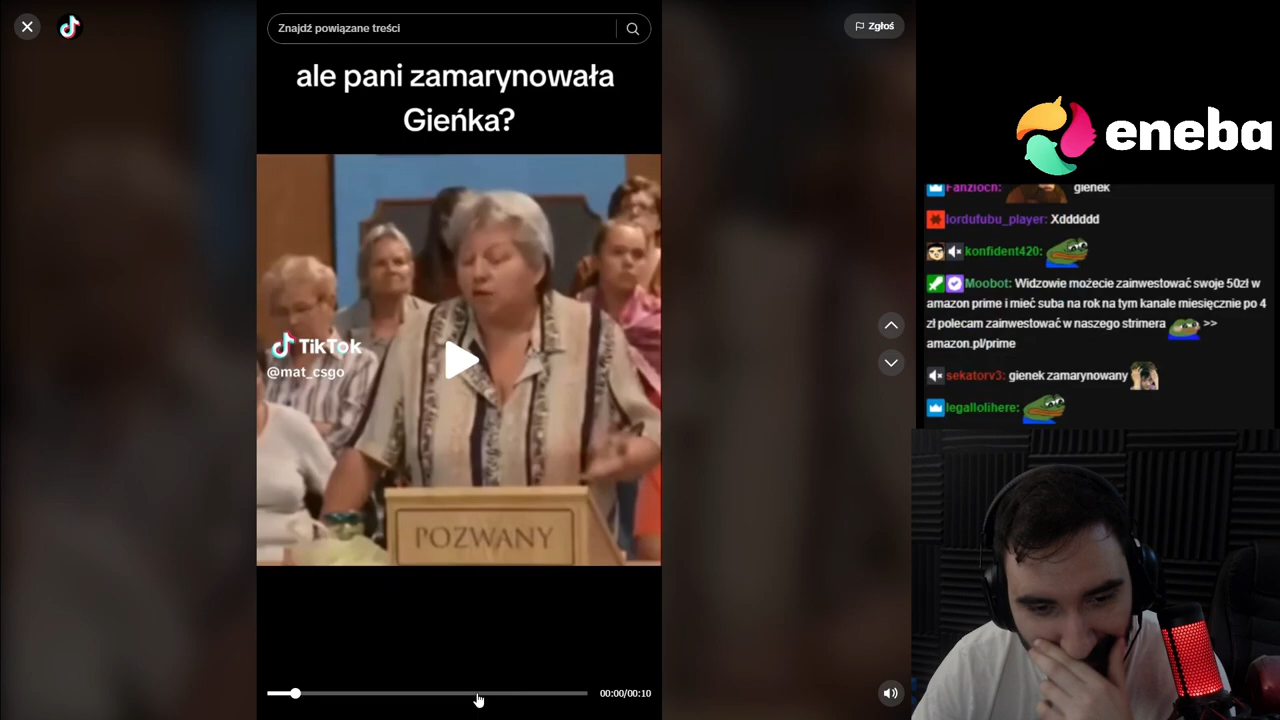 Znajdź powiązane treści
Zgłoś
ale pani zamarynowała
Gieńka?
TikTok
@mat_csgo
POZWANY
00:00/00:10
eneba
Fanzloch: gienek
lordufubu_player: Xdddddd
konfident420:
Moobot: Widzowie możecie zainwestować swoje 50zł w
amazon prime i mieć suba na rok na tym kanale miesięcznie po 4
zł polecam zainwestować w naszego strimera >>
amazon.pl/prime
sekatorv3: gienek zamarynowany
legallolihere: